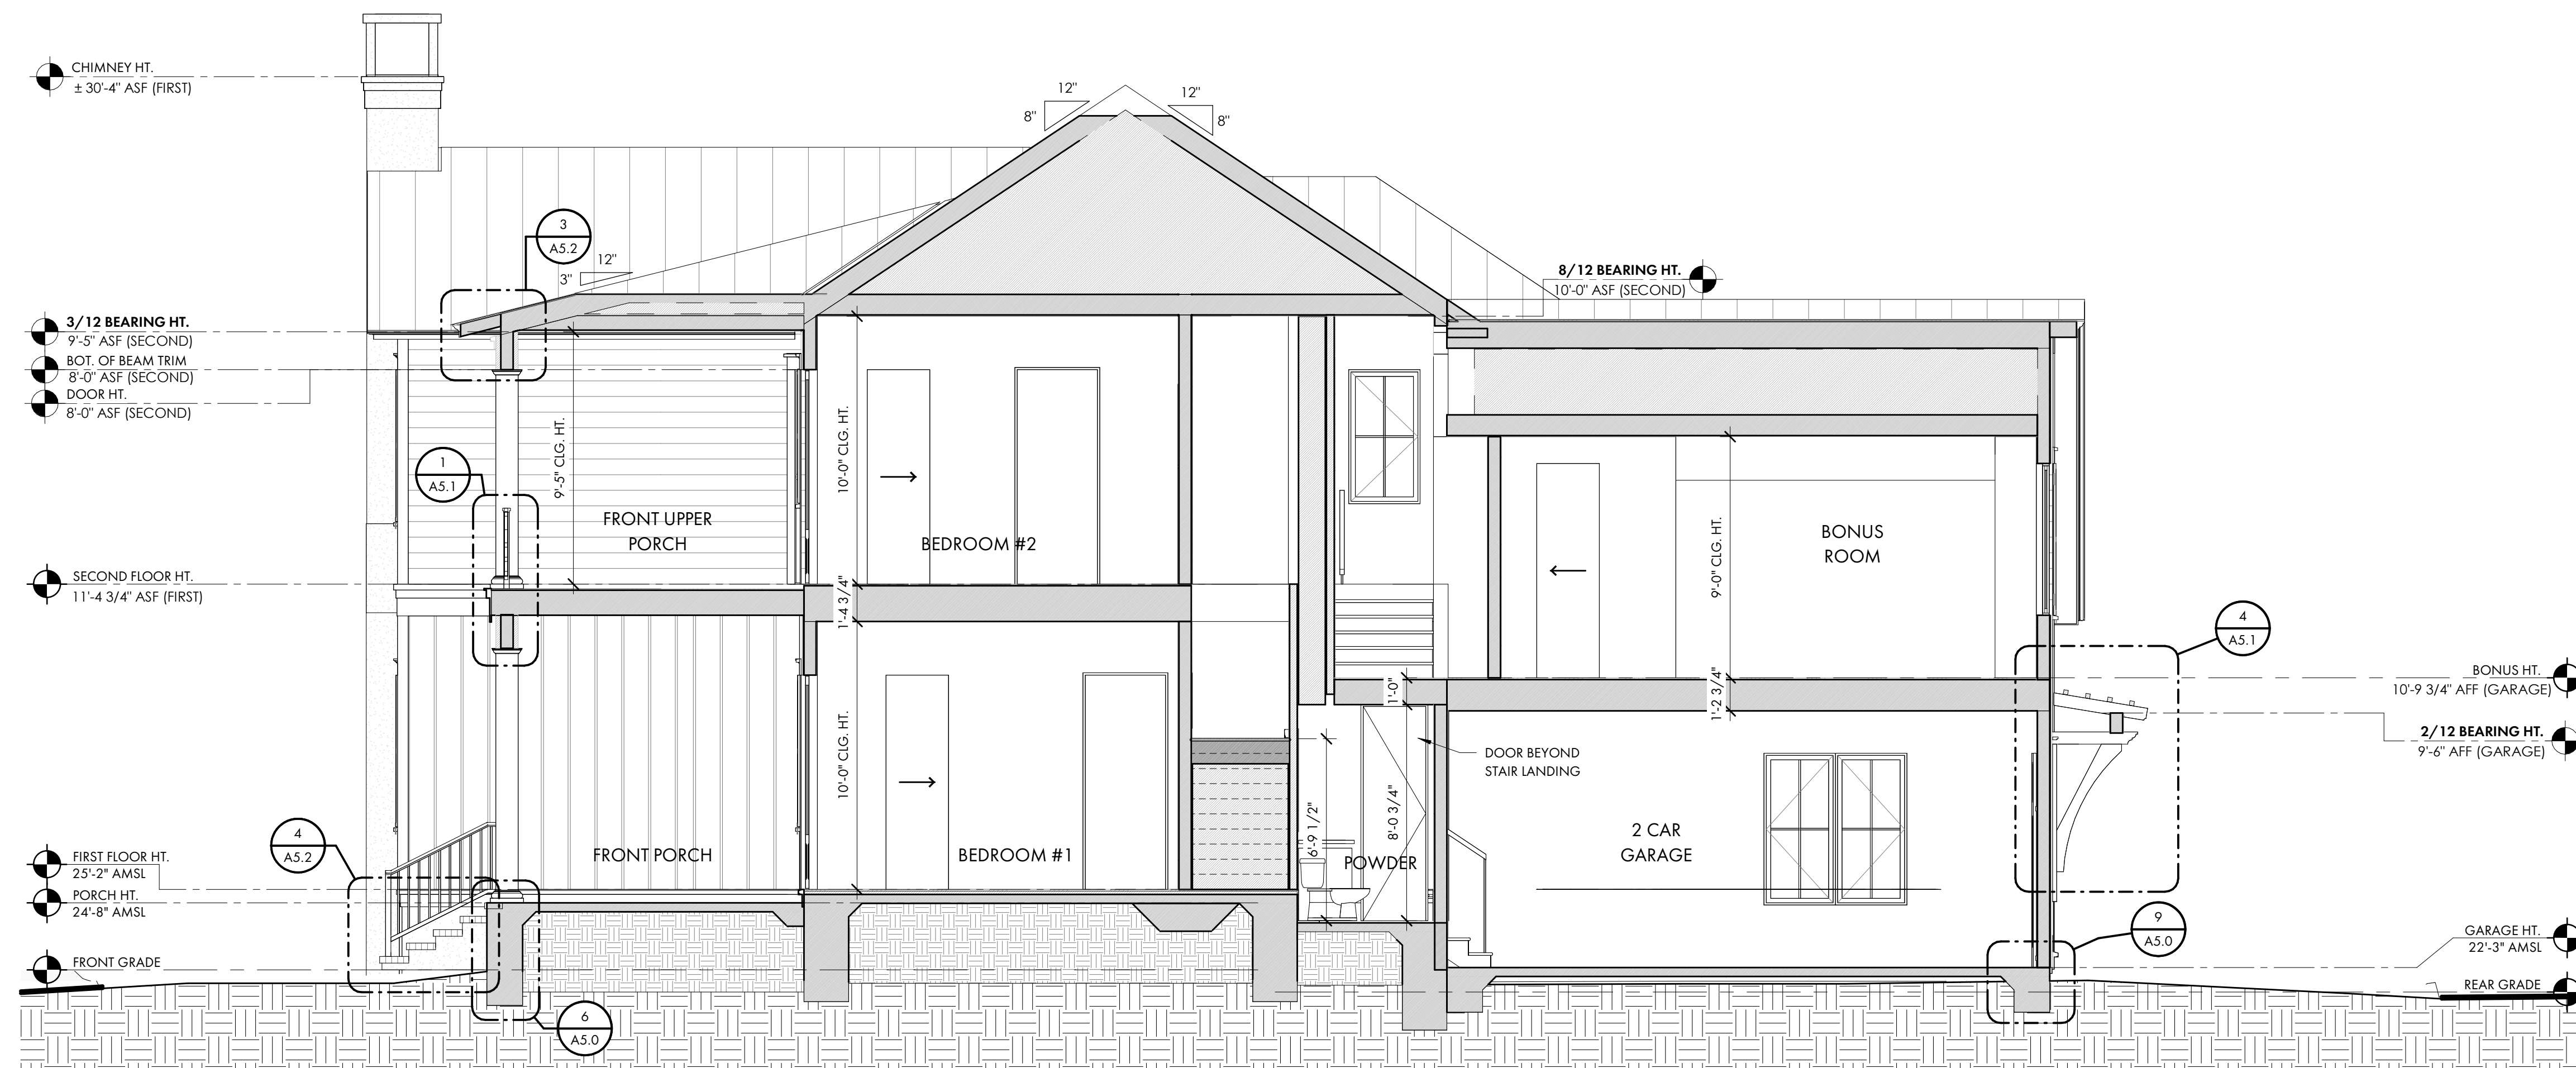 CHIMNEY HT.
± 30'-4" ASF (FIRST)
12"
8"
12"
8"
3
A5.2
12"
3"
8/12 BEARING HT.
10'-0" ASF (SECOND)
3/12 BEARING HT.
9'-5" ASF (SECOND)
BOT. OF BEAM TRIM
8'-0" ASF (SECOND)
DOOR HT.
8'-0" ASF (SECOND)
1
A5.1
9'-5" CLG. HT.
FRONT UPPER
PORCH
10'-0" CLG. HT.
BEDROOM #2
9'-0" CLG. HT.
BONUS
ROOM
SECOND FLOOR HT.
11'-4 3/4" ASF (FIRST)
1'-4 3/4"
4
A5.1
1'-0"
1'-2 3/4"
BONUS HT.
10'-9 3/4" AFF (GARAGE)
2/12 BEARING HT.
9'-6" AFF (GARAGE)
DOOR BEYOND
STAIR LANDING
10'-0" CLG. HT.
6'-9 1/2"
8'-0 3/4"
4
A5.2
FIRST FLOOR HT.
25'-2" AMSL
PORCH HT.
24'-8" AMSL
FRONT GRADE
FRONT PORCH
BEDROOM #1
POWDER
2 CAR
GARAGE
9
A5.0
GARAGE HT.
22'-3" AMSL
REAR GRADE
6
A5.0